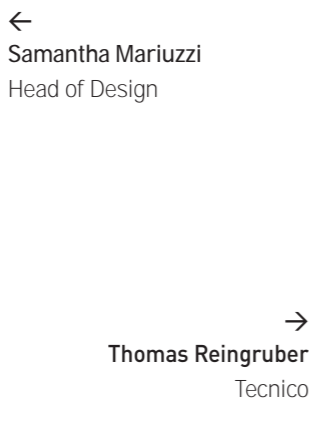 ←
Samantha Mariuzzi
Head of Design
→
Thomas Reingruber
Tecnico